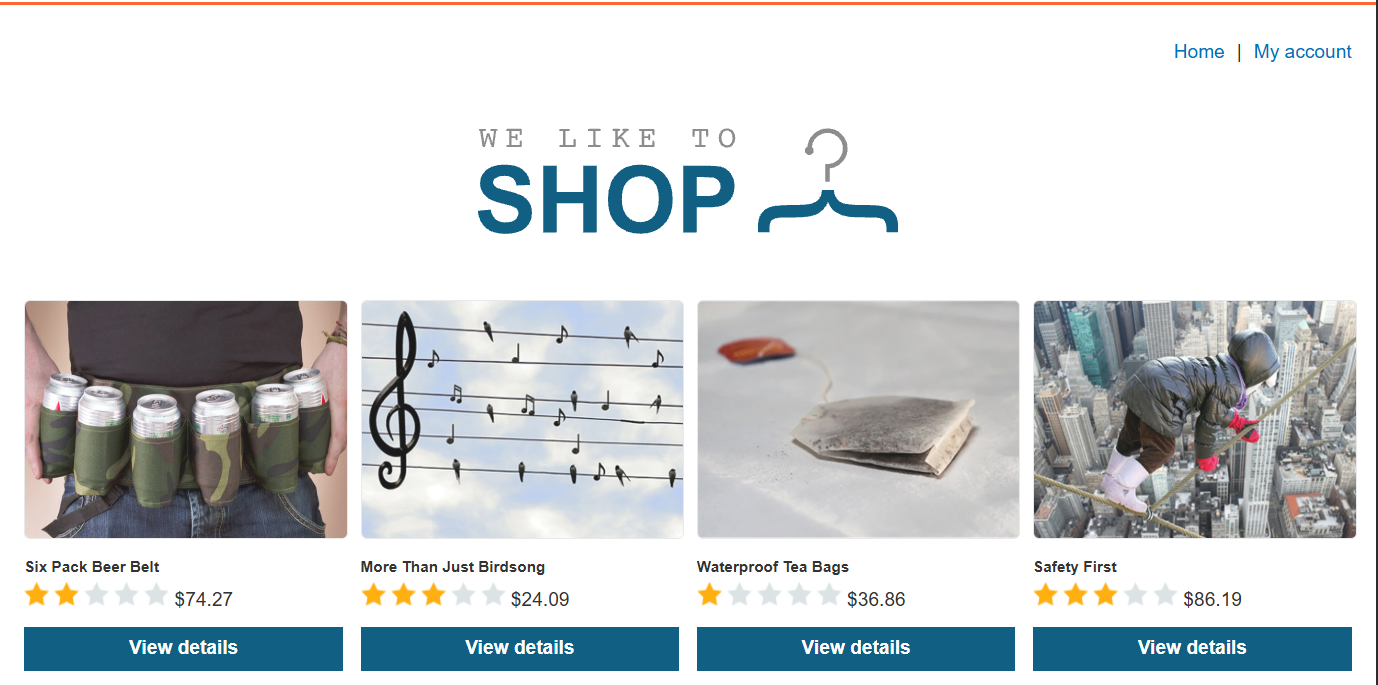 Home | My account
WE LIKE TO
SHOP
Six Pack Beer Belt
$74.27
View details
More Than Just Birdsong
$24.09
View details
Waterproof Tea Bags
$36.86
View details
Safety First
$86.19
View details